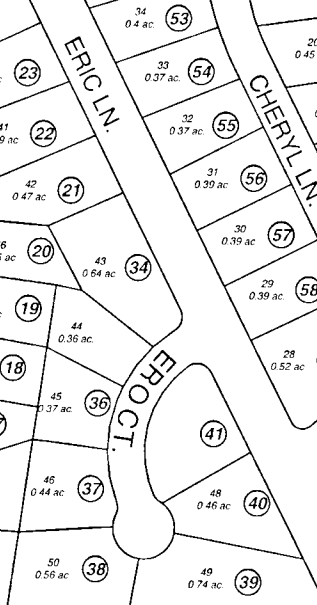 34
0.4 ac.
53
ERIC LN.
33
0.37 ac.
54
23
CHERYL LN.
32
0.37 ac.
55
22
31
0.39 ac.
56
42
0.47 ac
21
30
0.39 ac.
57
20
43
0.64 ac
34
29
0.39 ac.
58
19
44
0.36 ac.
28
0.52 ac
18
ERO CT.
45
0.37 ac.
36
41
46
0.44 ac
37
48
0.46 ac
40
50
0.56 ac
38
49
0.74 ac.
39